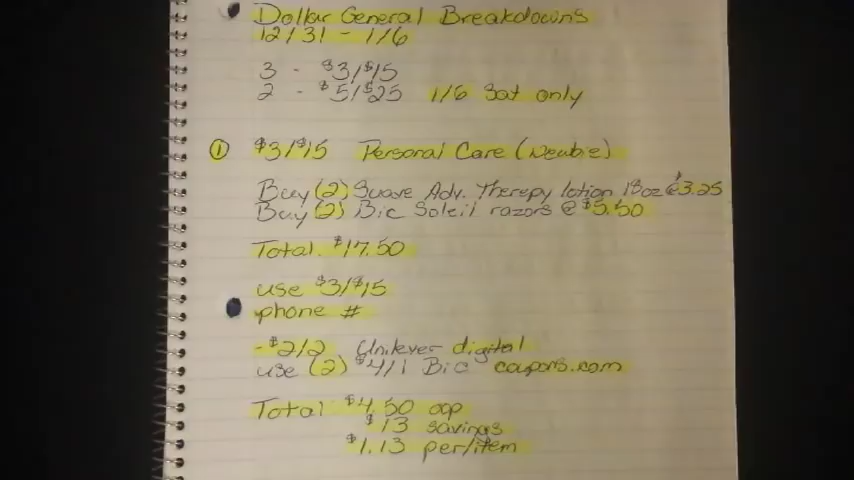 Dollar General Breakdowns
12/31 - 1/6
3 - $3/$15
2 - $5/$25 1/6 Sat only
① $3/$15 Personal Care (Newbie)
Buy (2) Suave Adv. Therepy lotion 18oz @ $3.25
Buy (2) Bic Soleil razors @ $5.50
Total $17.50
use $3/$15
phone #
-$2/2 Unilever digital
use (2) $4/1 Bic coupons.com
Total $4.50 oop
$13 savings
$1.13 per/item